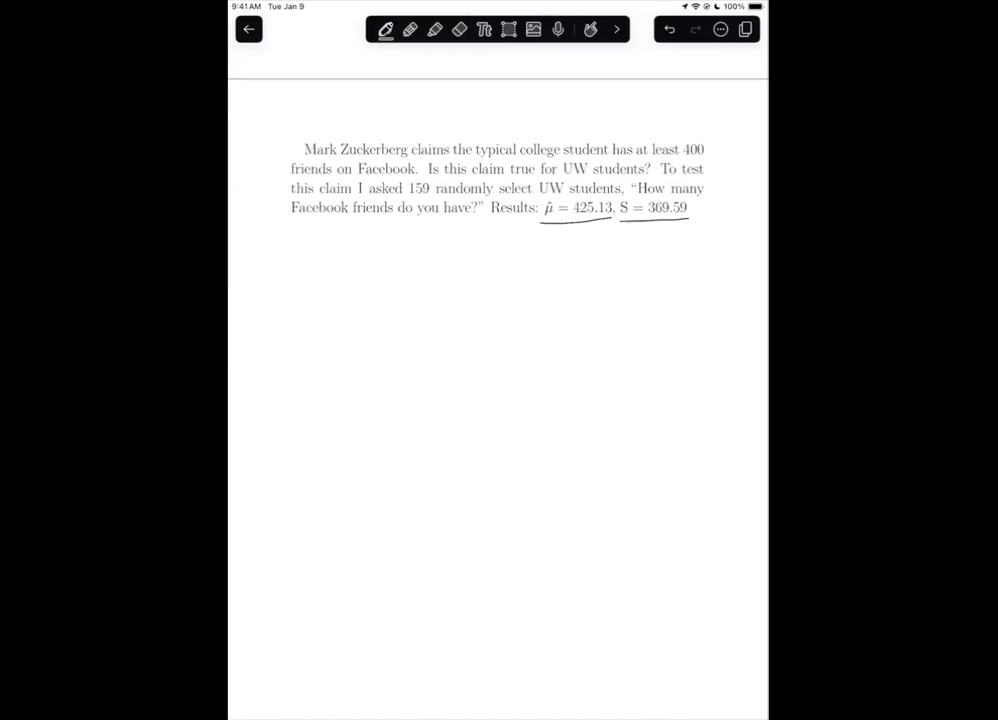 9:41 AM Tue Jan 9
100%
Tt
Mark Zuckerberg claims the typical college student has at least 400
friends on Facebook. Is this claim true for UW students? To test
this claim I asked 159 randomly select UW students, “How many
Facebook friends do you have?” Results: μ̂ = 425.13, S = 369.59